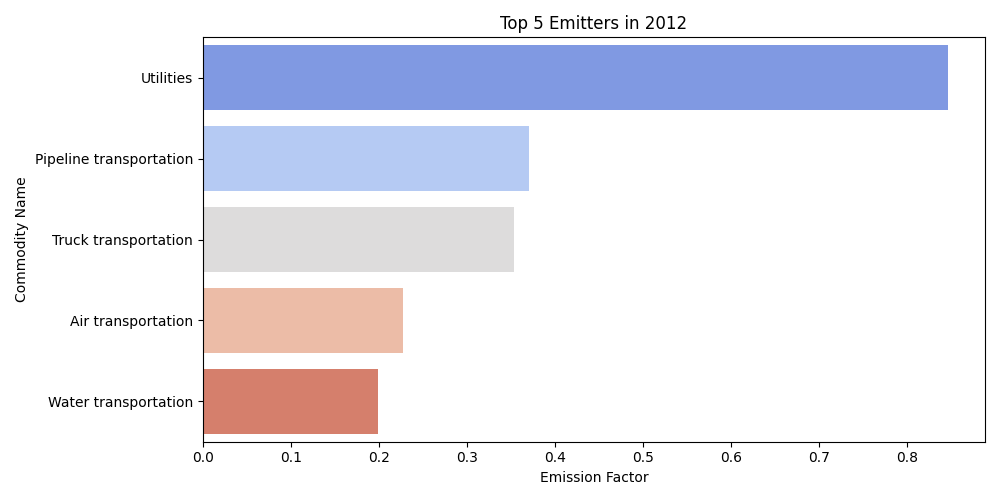 Top 5 Emitters in 2012
Commodity Name
Utilities
Pipeline transportation
Truck transportation
Air transportation
Water transportation
0.0 0.1 0.2 0.3 0.4 0.5 0.6 0.7 0.8
Emission Factor